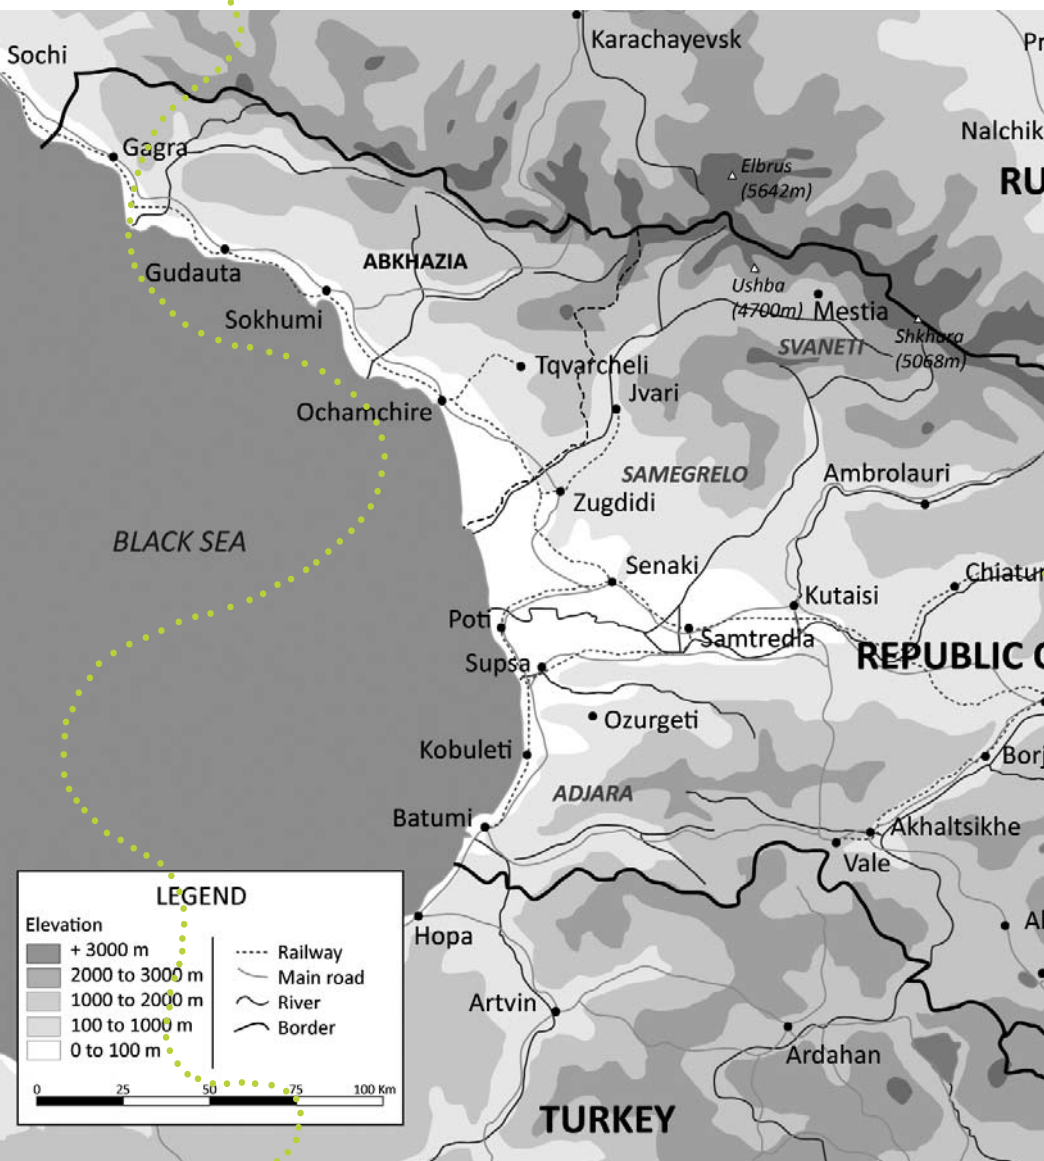 Sochi
Karachayevsk
Pr
Nalchik
Gagra
Elbrus
(5642m)
RU
ABKHAZIA
Gudauta
Ushba
(4700m)
Mestia
Sokhumi
Shkhara
(5068m)
SVANETI
Tqvarcheli
Jvari
Ochamchire
SAMEGRELO
Ambrolauri
Zugdidi
BLACK SEA
Senaki
Chiatur
Kutaisi
Poti
Samtredia
Supsa
REPUBLIC O
Ozurgeti
Kobuleti
Borj
ADJARA
Batumi
Akhaltsikhe
Vale
LEGEND
Elevation
+ 3000 m
2000 to 3000 m
1000 to 2000 m
100 to 1000 m
0 to 100 m
Railway
Main road
River
Border
0 25 50 75 100 Km
Hopa
Artvin
Ardahan
TURKEY